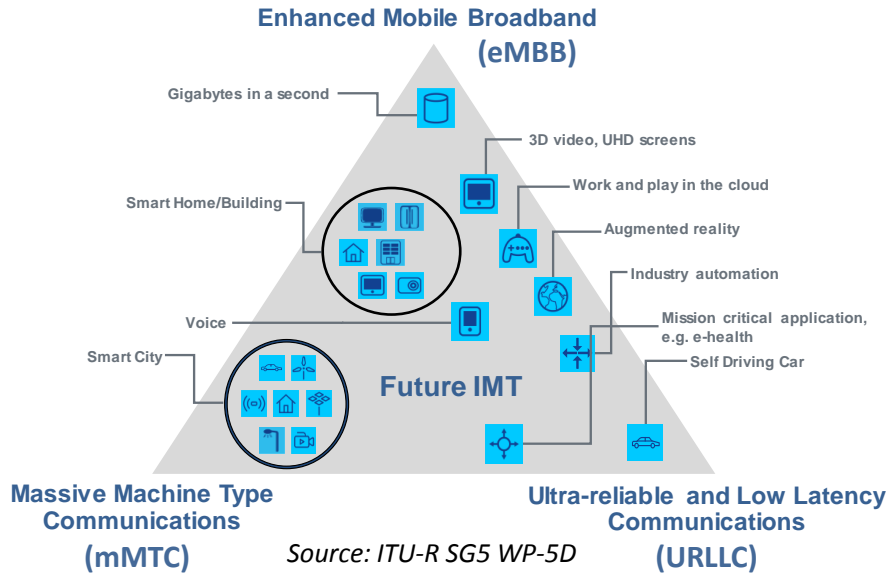 Enhanced Mobile Broadband
(eMBB)
Gigabytes in a second
3D video, UHD screens
Work and play in the cloud
Smart Home/Building
Augmented reality
Industry automation
Voice
Mission critical application,
e.g. e-health
Smart City
Self Driving Car
Future IMT
Massive Machine Type
Communications
(mMTC)
Ultra-reliable and Low Latency
Communications
(URLLC)
Source: ITU-R SG5 WP-5D